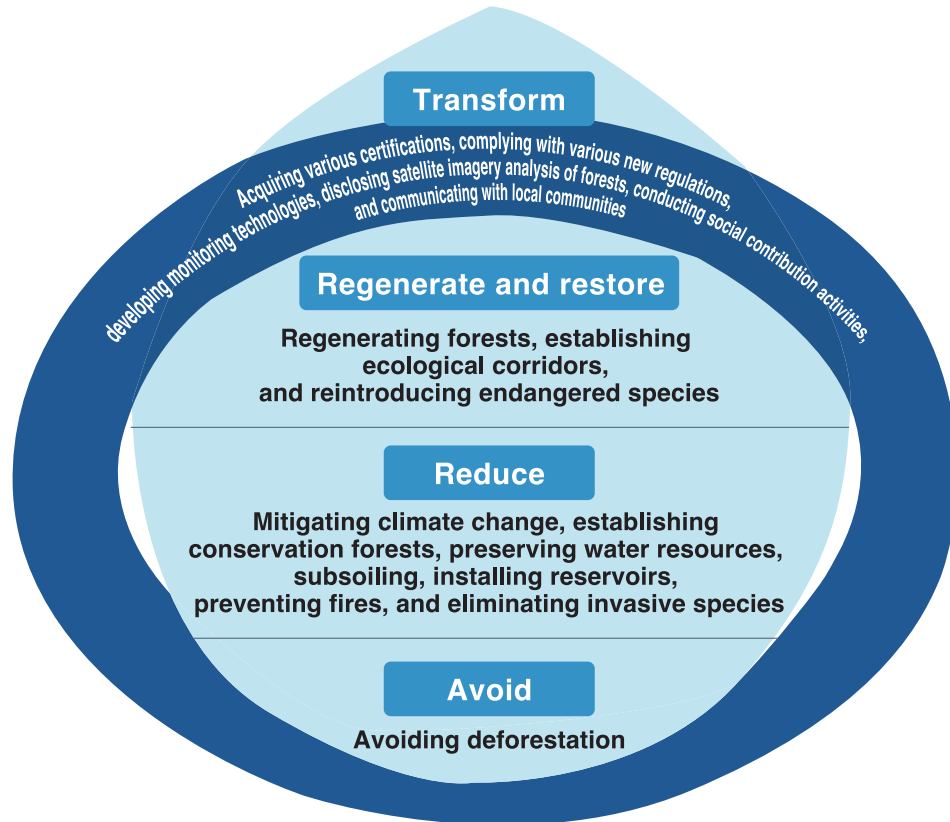 Transform
Acquiring various certifications, complying with various new regulations,
developing monitoring technologies, disclosing satellite imagery analysis of forests, conducting social contribution activities,
and communicating with local communities
Regenerate and restore
Regenerating forests, establishing
ecological corridors,
and reintroducing endangered species
Reduce
Mitigating climate change, establishing
conservation forests, preserving water resources,
subsoiling, installing reservoirs,
preventing fires, and eliminating invasive species
Avoid
Avoiding deforestation